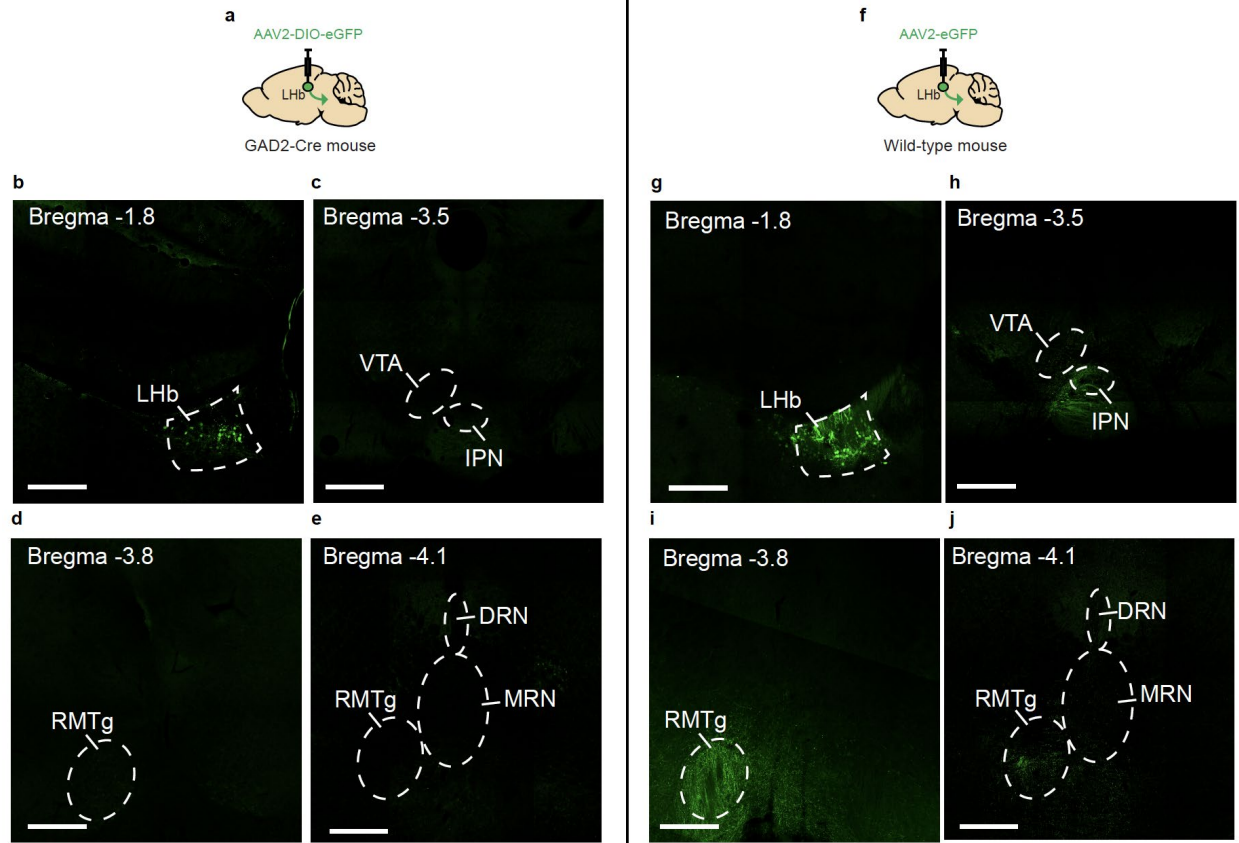 a
AAV2-DIO-eGFP
LHb
GAD2-Cre mouse
b
Bregma -1.8
LHb
c
Bregma -3.5
VTA
IPN
d
Bregma -3.8
RMTg
e
Bregma -4.1
DRN
RMTg
MRN
f
AAV2-eGFP
LHb
Wild-type mouse
g
Bregma -1.8
LHb
h
Bregma -3.5
VTA
IPN
i
Bregma -3.8
RMTg
j
Bregma -4.1
DRN
RMTg
MRN